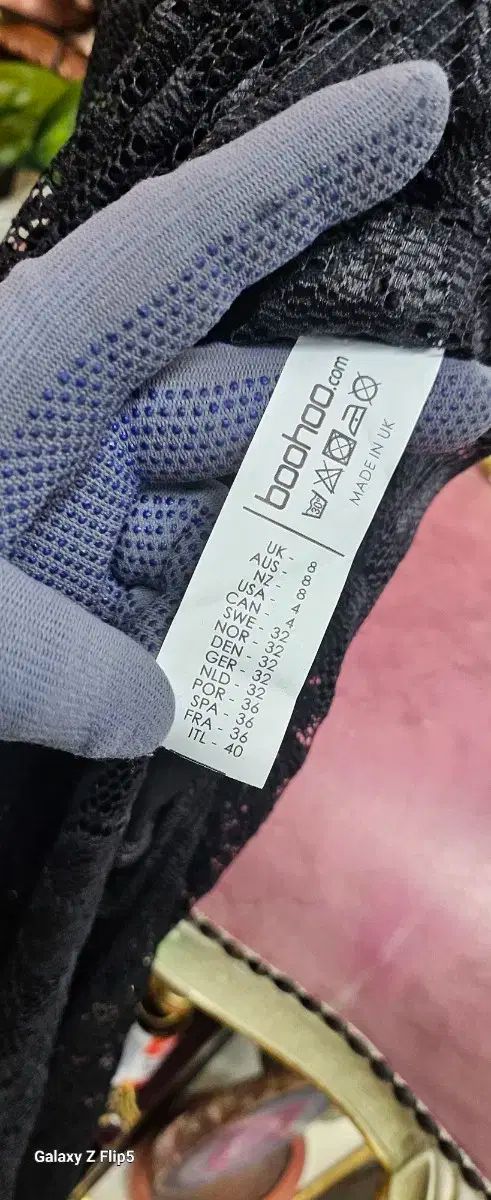 boohoo.com
30°
MADE IN UK
UK - 8
AUS - 8
NZ - 8
USA - 4
CAN - 4
SWE - 32
NOR - 32
DEN - 32
GER - 32
NLD - 32
POR - 36
SPA - 36
FRA - 36
ITL - 40
Galaxy Z Flip5